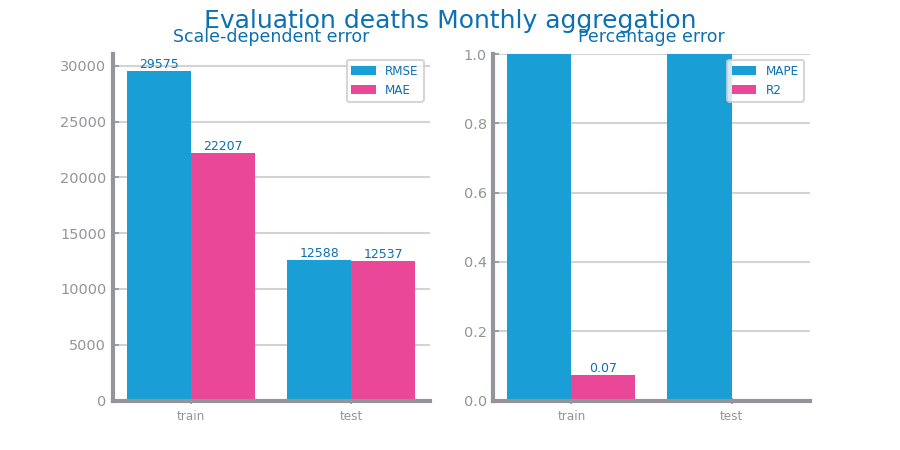 Evaluation deaths Monthly aggregation
Scale-dependent error
30000
25000
20000
15000
10000
5000
0
29575
22207
12588
12537
RMSE
MAE
train
test
Percentage error
1.0
0.8
0.6
0.4
0.2
0.0
0.07
MAPE
R2
train
test